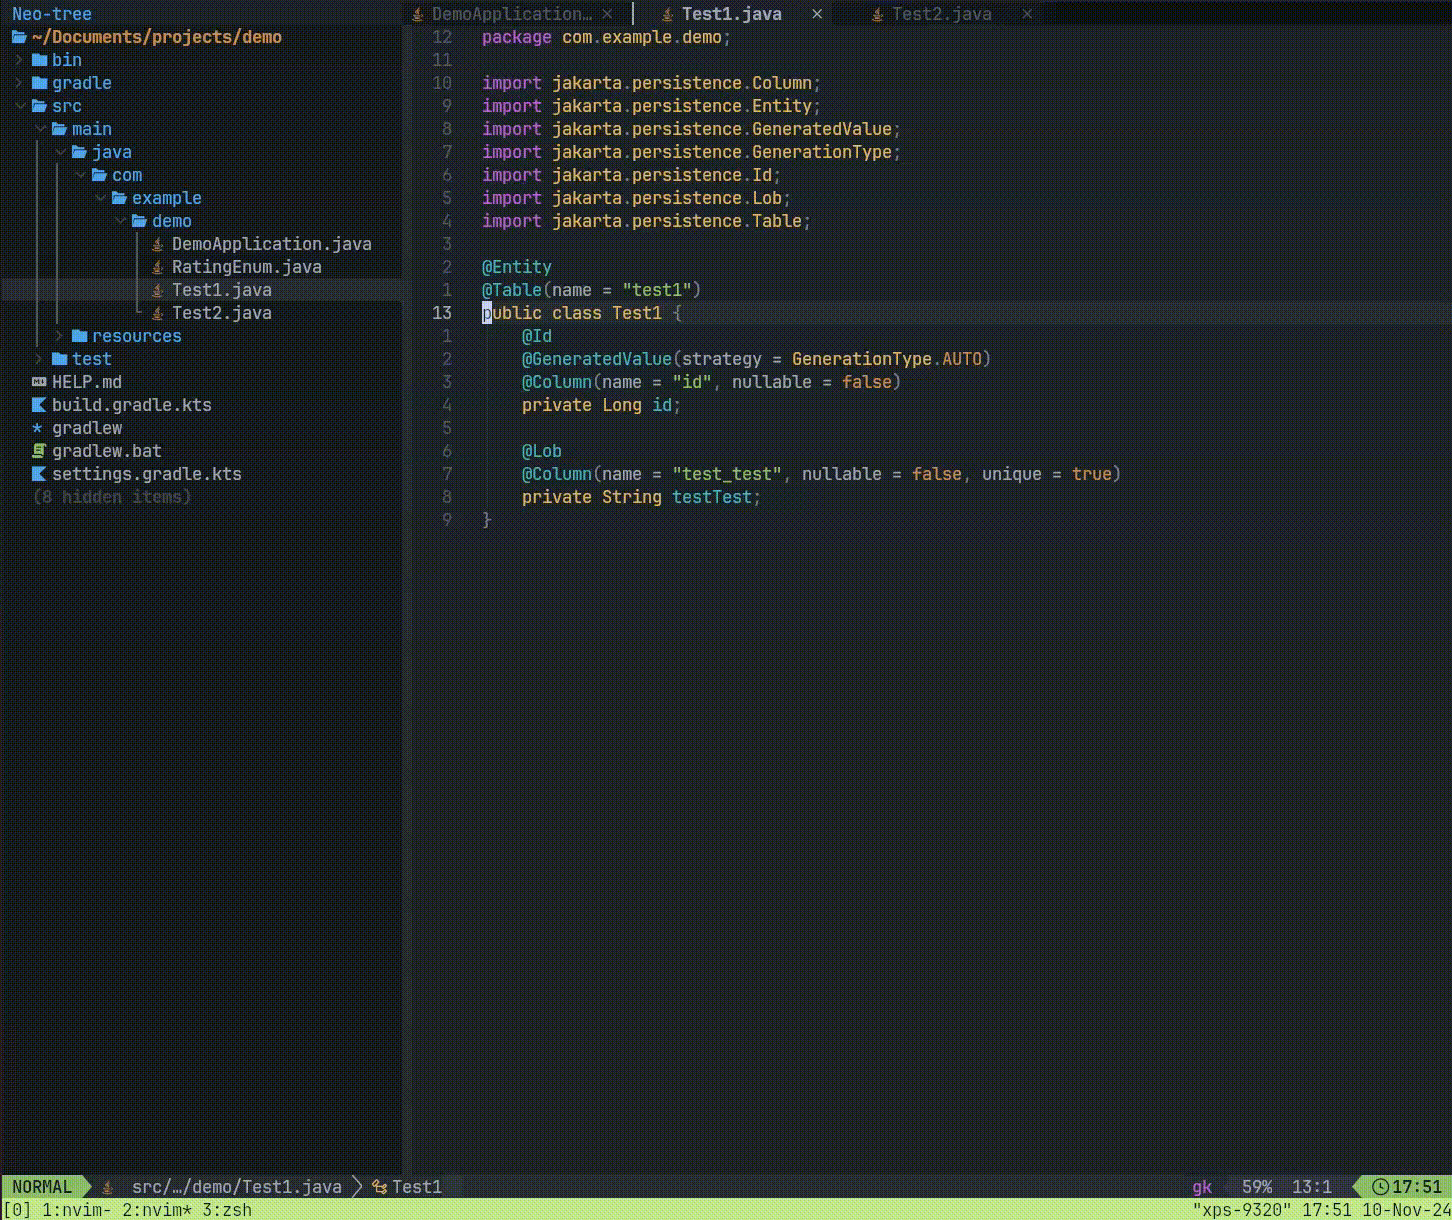 Neo-tree
~/Documents/projects/demo
bin
gradle
src
main
java
com
example
demo
DemoApplication.java
RatingEnum.java
Test1.java
Test2.java
resources
test
HELP.md
build.gradle.kts
gradlew
gradlew.bat
settings.gradle.kts
(8 hidden items)
DemoApplication… × Test1.java × Test2.java ×
12 package com.example.demo;
11
10 import jakarta.persistence.Column;
9 import jakarta.persistence.Entity;
8 import jakarta.persistence.GeneratedValue;
7 import jakarta.persistence.GenerationType;
6 import jakarta.persistence.Id;
5 import jakarta.persistence.Lob;
4 import jakarta.persistence.Table;
3
2 @Entity
1 @Table(name = "test1")
13 public class Test1 {
1 @Id
2 @GeneratedValue(strategy = GenerationType.AUTO)
3 @Column(name = "id", nullable = false)
4 private Long id;
5
6 @Lob
7 @Column(name = "test_test", nullable = false, unique = true)
8 private String testTest;
9 }
NORMAL src/…/demo/Test1.java Test1 gk 59% 13:1 17:51
[0] 1:nvim- 2:nvim* 3:zsh "xps-9320" 17:51 10-Nov-24